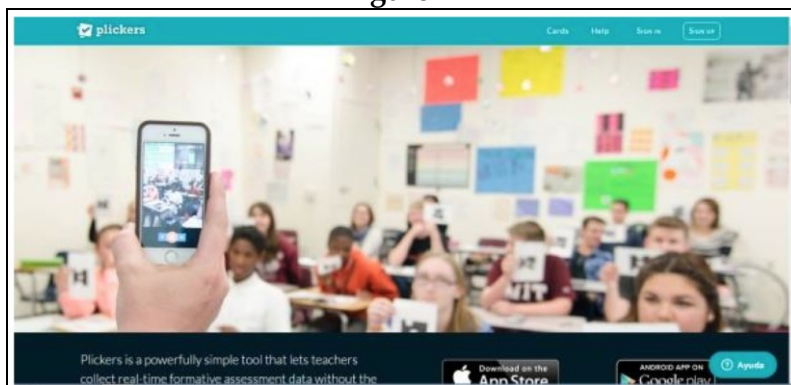 plickers
Cards Help Sign in Sign up
Plickers is a powerfully simple tool that lets teachers
collect real-time formative assessment data without the
Download on the
App Store
ANDROID APP ON
Google play
Ayuda